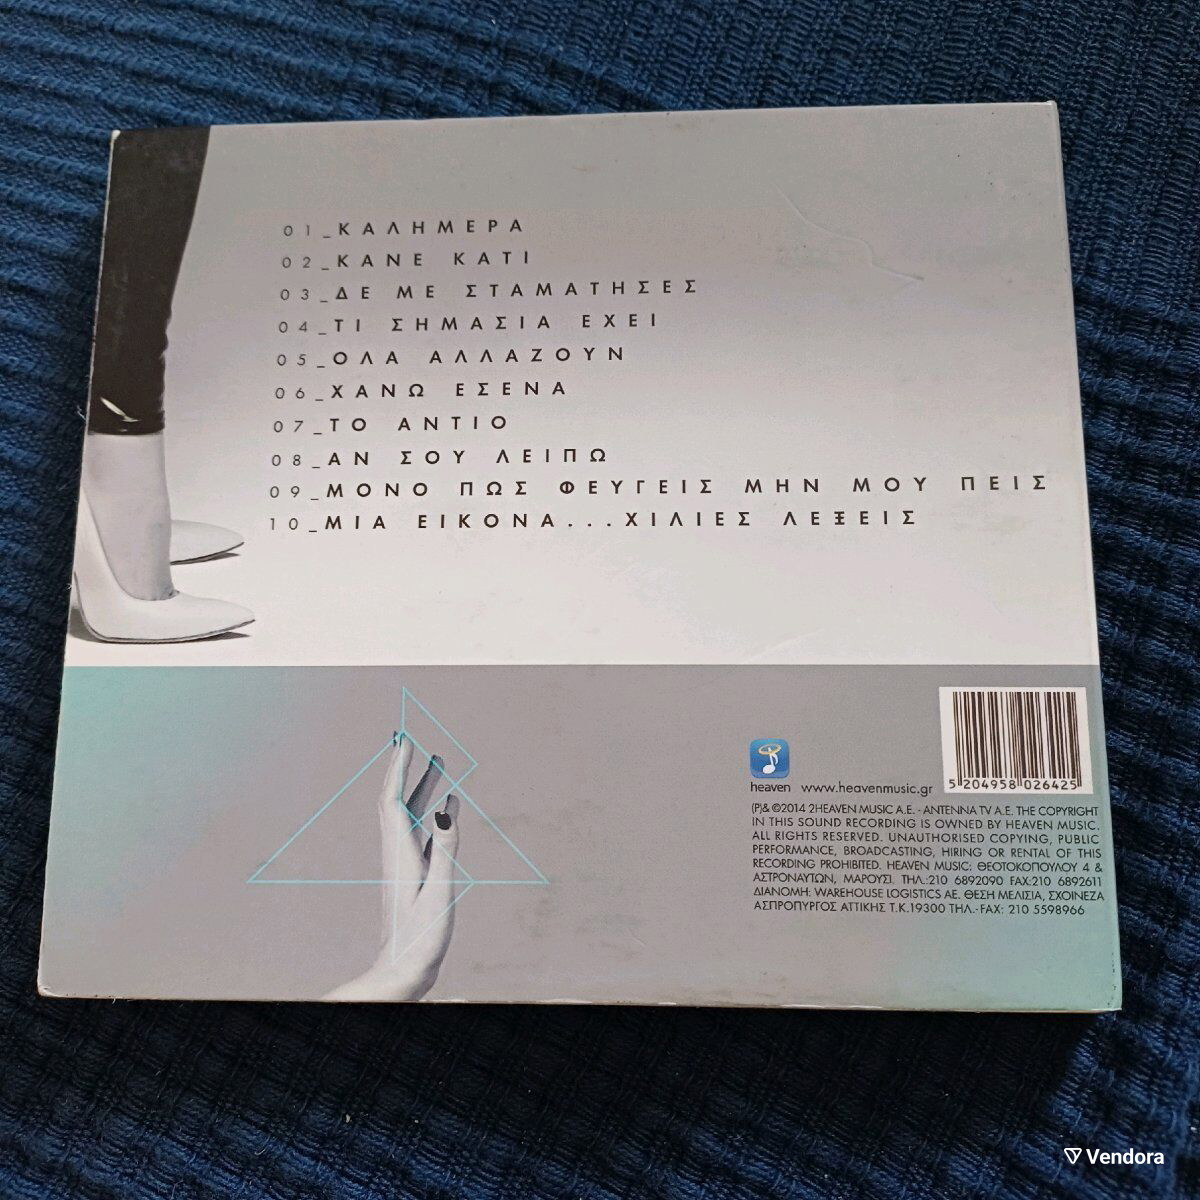 01_ΚΑΛΗΜΕΡΑ
02_ΚΑΝΕ ΚΑΤΙ
03_ΔΕ ΜΕ ΣΤΑΜΑΤΗΣΕΣ
04_ΤΙ ΣΗΜΑΣΙΑ ΕΧΕΙ
05_ΟΛΑ ΑΛΛΑΖΟΥΝ
06_ΧΑΝΩ ΕΣΕΝΑ
07_ΤΟ ΑΝΤΙΟ
08_ΑΝ ΣΟΥ ΛΕΙΠΩ
09_ΜΟΝΟ ΠΩΣ ΦΕΥΓΕΙΣ ΜΗΝ ΜΟΥ ΠΕΙΣ
10_ΜΙΑ ΕΙΚΟΝΑ...ΧΙΛΙΕΣ ΛΕΞΕΙΣ
5 204958 026425
heaven www.heavenmusic.gr
(P)& ©2014 2HEAVEN MUSIC A.E. - ANTENNA TV A.E. THE COPYRIGHT
IN THIS SOUND RECORDING IS OWNED BY HEAVEN MUSIC.
ALL RIGHTS RESERVED. UNAUTHORISED COPYING, PUBLIC
PERFORMANCE, BROADCASTING, HIRING OR RENTAL OF THIS
RECORDING PROHIBITED. HEAVEN MUSIC: ΘΕΟΤΟΚΟΠΟΥΛΟΥ 4 &
ΑΣΤΡΟΝΑΥΤΩΝ, ΜΑΡΟΥΣΙ. ΤΗΛ.:210 6892090 FAX:210 6892611
ΔΙΑΝΟΜΗ: WAREHOUSE LOGISTICS AE. ΘΕΣΗ ΜΕΛΙΣΙΑ, ΣΧΟΙΝΕΖΑ
ΑΣΠΡΟΠΥΡΓΟΣ ΑΤΤΙΚΗΣ Τ.Κ.19300 ΤΗΛ.-FAX: 210 5598966
Vendora